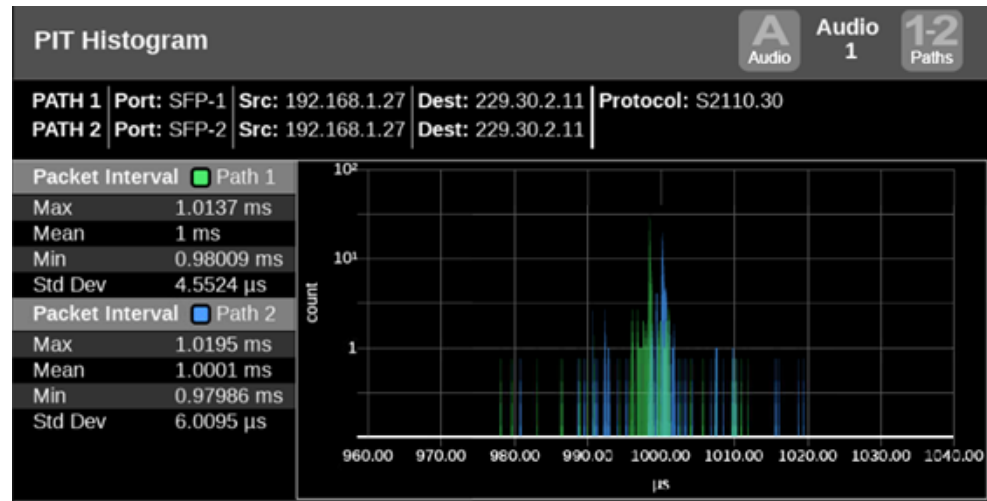 PIT Histogram
A
Audio
Audio
1
1-2
Paths
PATH 1 Port: SFP-1 Src: 192.168.1.27 Dest: 229.30.2.11 Protocol: S2110.30
PATH 2 Port: SFP-2 Src: 192.168.1.27 Dest: 229.30.2.11
Packet Interval Path 1
Max 1.0137 ms
Mean 1 ms
Min 0.98009 ms
Std Dev 4.5524 µs
Packet Interval Path 2
Max 1.0195 ms
Mean 1.0001 ms
Min 0.97986 ms
Std Dev 6.0095 µs
10²
10¹
1
count
960.00 970.00 980.00 990.00 1000.00 1010.00 1020.00 1030.00 1040.00
µs